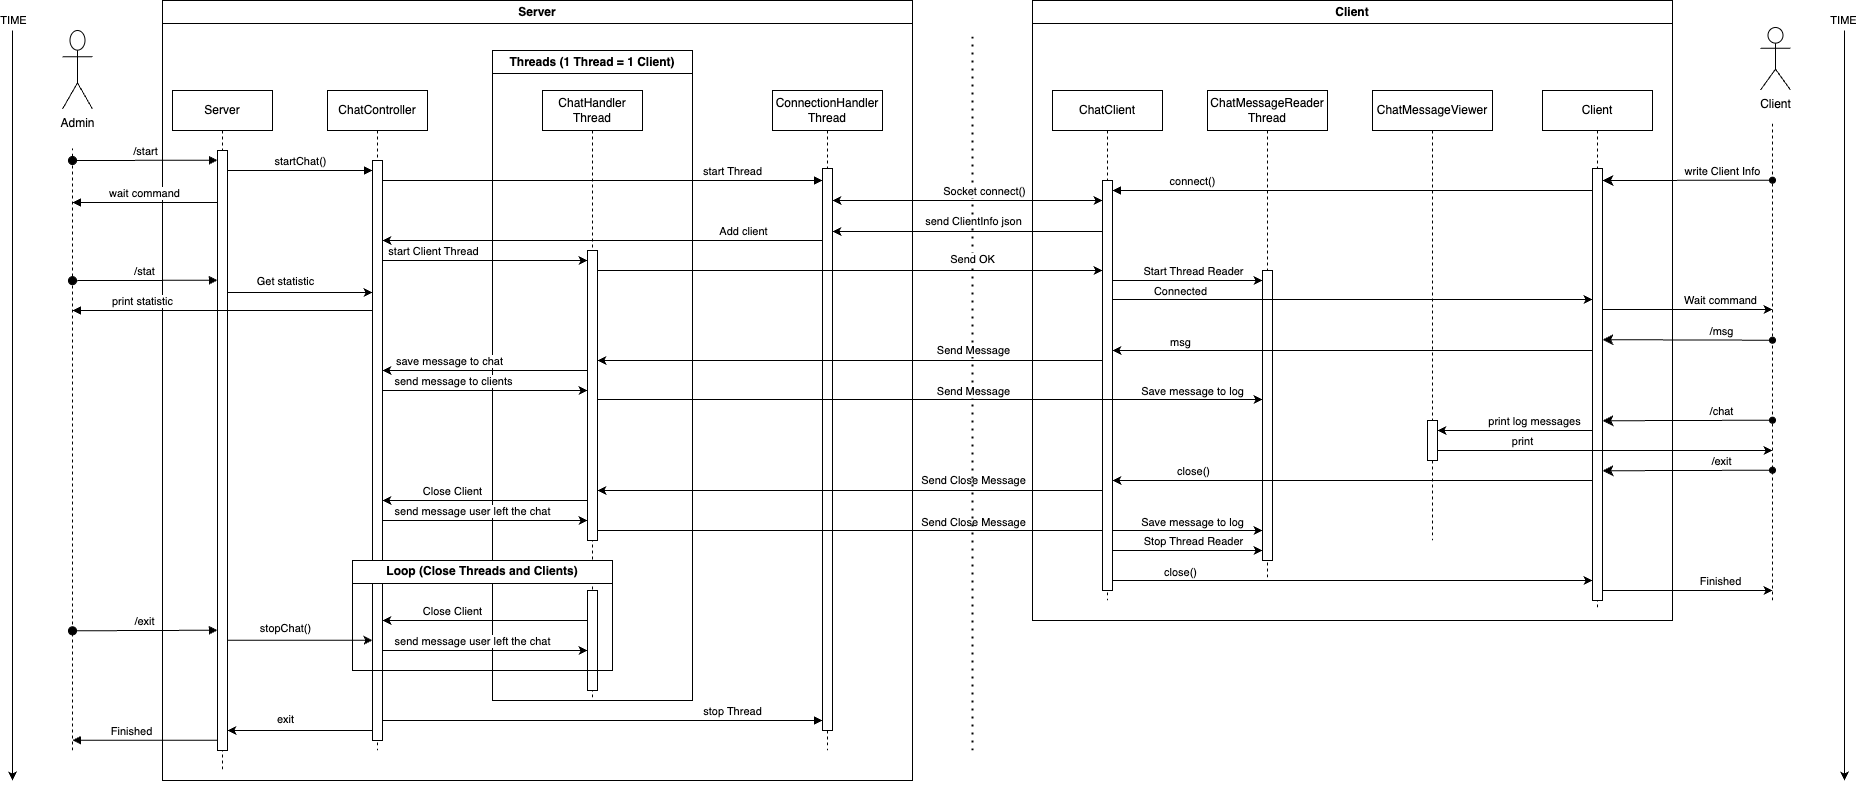 Server
Client
TIME
TIME
Threads (1 Thread = 1 Client)
Admin
Client
Server
ChatController
ChatHandler
Thread
ConnectionHandler
Thread
ChatClient
ChatMessageReader
Thread
ChatMessageViewer
Client
/start
startChat()
start Thread
write Client Info
connect()
wait command
Socket connect()
send ClientInfo json
Add client
start Client Thread
Send OK
/stat
Get statistic
Start Thread Reader
Connected
print statistic
Wait command
/msg
msg
Send Message
save message to chat
send message to clients
Send Message
Save message to log
/chat
print log messages
print
/exit
close()
Send Close Message
Close Client
send message user left the chat
Send Close Message
Save message to log
Stop Thread Reader
Loop (Close Threads and Clients)
close()
Finished
Close Client
/exit
stopChat()
send message user left the chat
stop Thread
exit
Finished